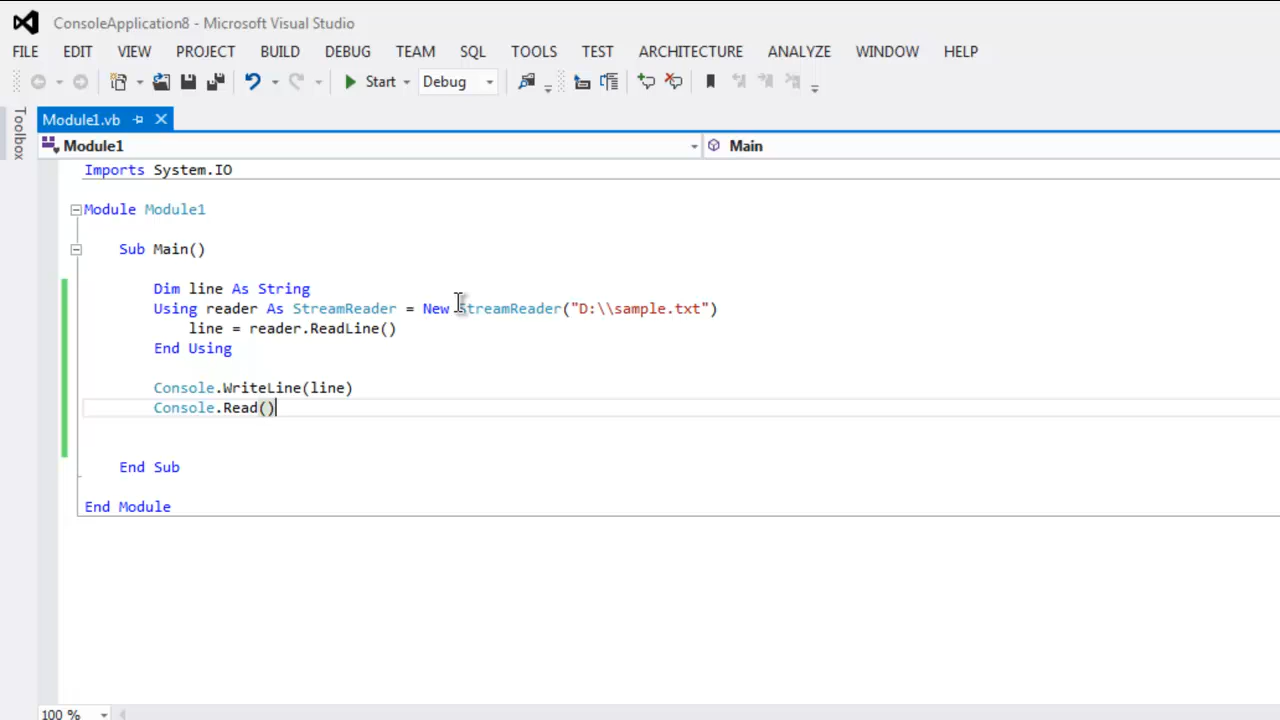 ConsoleApplication8 - Microsoft Visual Studio
FILE EDIT VIEW PROJECT BUILD DEBUG TEAM SQL TOOLS TEST ARCHITECTURE ANALYZE WINDOW HELP
Start Debug
Toolbox
Module1.vb
Module1 Main
Imports System.IO
Module Module1
Sub Main()
Dim line As String
Using reader As StreamReader = New StreamReader("D:\\sample.txt")
line = reader.ReadLine()
End Using
Console.WriteLine(line)
Console.Read()
End Sub
End Module
100 %